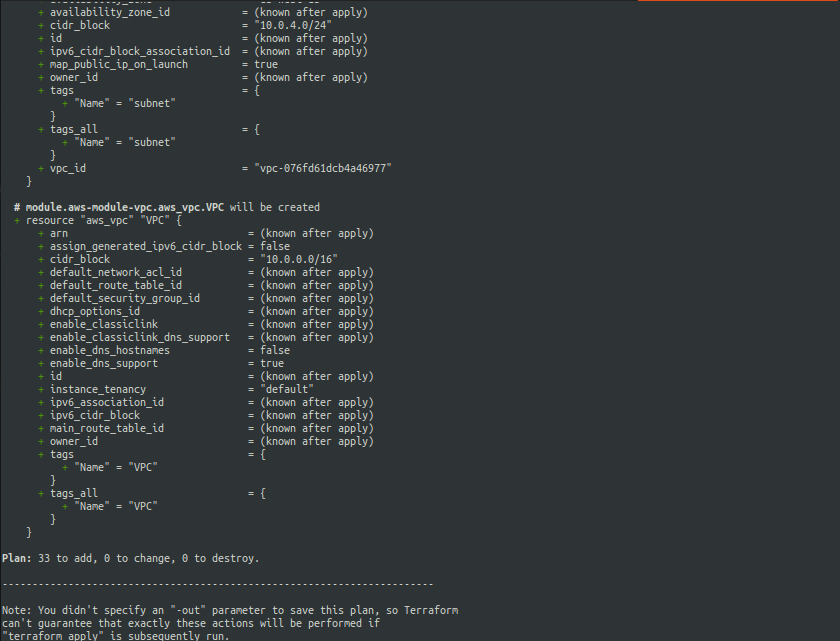 + availability_zone_id = (known after apply)
+ cidr_block = "10.0.4.0/24"
+ id = (known after apply)
+ ipv6_cidr_block_association_id = (known after apply)
+ map_public_ip_on_launch = true
+ owner_id = (known after apply)
+ tags = {
+ "Name" = "subnet"
}
+ tags_all = {
+ "Name" = "subnet"
}
+ vpc_id = "vpc-076fd61dcb4a46977"
}
# module.aws-module-vpc.aws_vpc.VPC will be created
+ resource "aws_vpc" "VPC" {
+ arn = (known after apply)
+ assign_generated_ipv6_cidr_block = false
+ cidr_block = "10.0.0.0/16"
+ default_network_acl_id = (known after apply)
+ default_route_table_id = (known after apply)
+ default_security_group_id = (known after apply)
+ dhcp_options_id = (known after apply)
+ enable_classiclink = (known after apply)
+ enable_classiclink_dns_support = (known after apply)
+ enable_dns_hostnames = false
+ enable_dns_support = true
+ id = (known after apply)
+ instance_tenancy = "default"
+ ipv6_association_id = (known after apply)
+ ipv6_cidr_block = (known after apply)
+ main_route_table_id = (known after apply)
+ owner_id = (known after apply)
+ tags = {
+ "Name" = "VPC"
}
+ tags_all = {
+ "Name" = "VPC"
}
}
Plan: 33 to add, 0 to change, 0 to destroy.
------------------------------------------------------------------------
Note: You didn't specify an "-out" parameter to save this plan, so Terraform
can't guarantee that exactly these actions will be performed if
"terraform apply" is subsequently run.